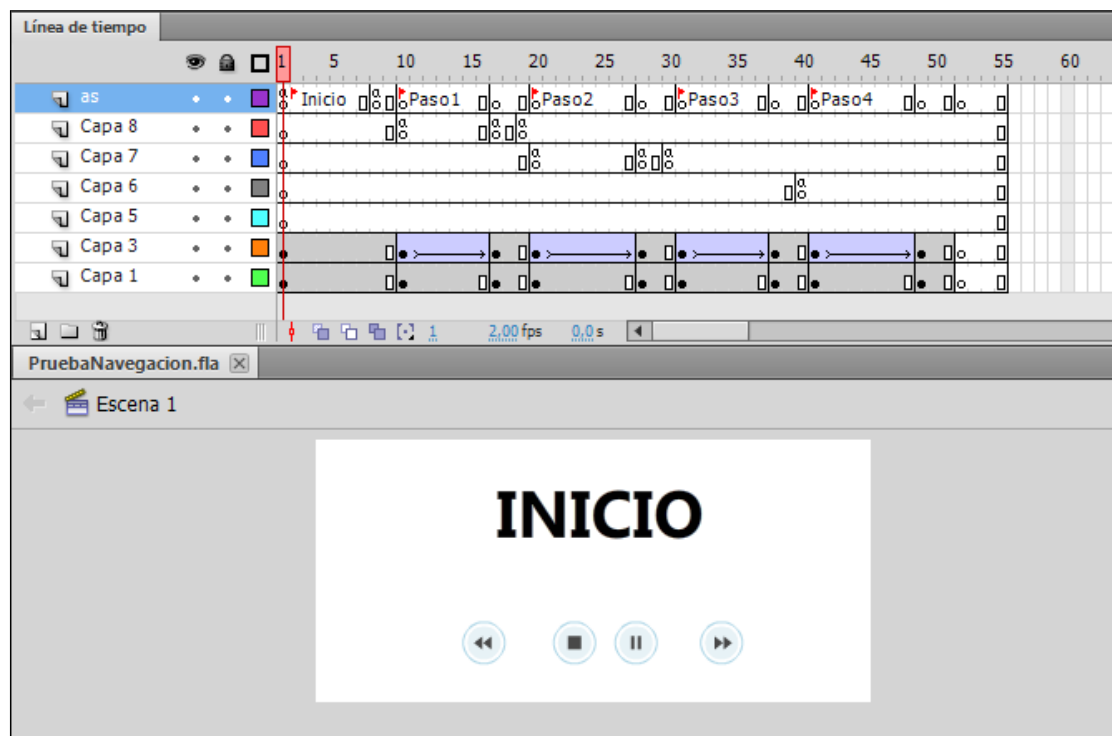 Línea de tiempo
1 5 10 15 20 25 30 35 40 45 50 55 60
as Inicio Paso1 Paso2 Paso3 Paso4
Capa 8
Capa 7
Capa 6
Capa 5
Capa 3
Capa 1
1 2,00 fps 0,0 s
PruebaNavegacion.fla
Escena 1
INICIO